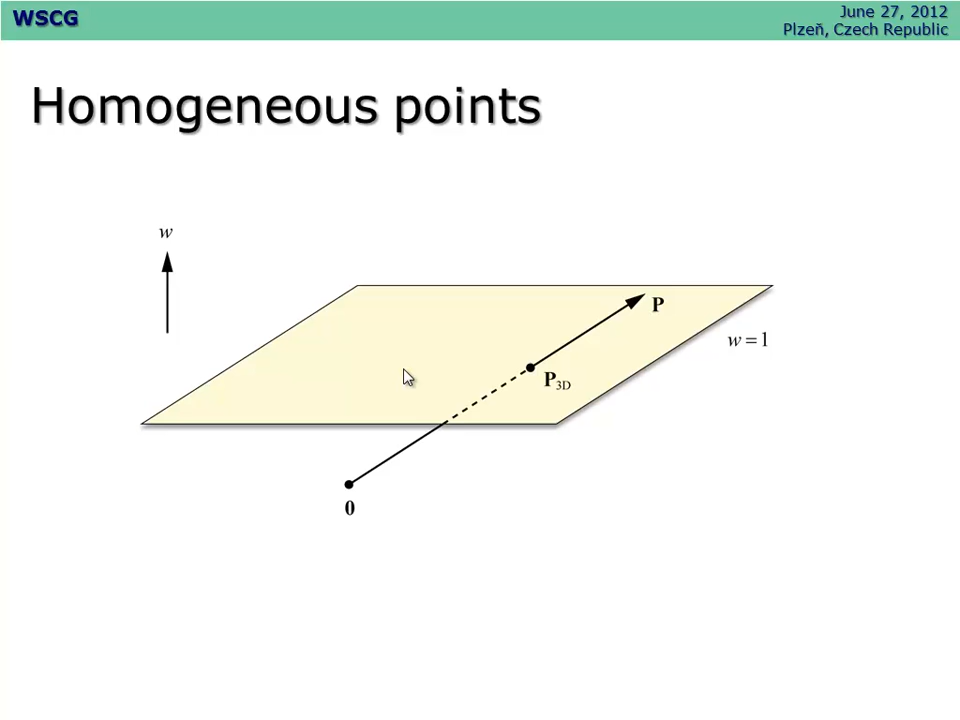 WSCG
June 27, 2012
Plzeň, Czech Republic
Homogeneous points
w
P
w = 1
P3D
0